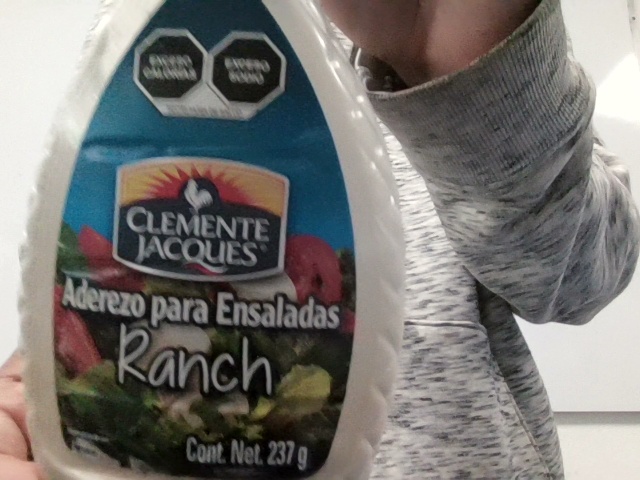 EXCESO EXCESO
CALORÍAS SODIO
CLEMENTE
JACQUES®
Aderezo para Ensaladas
Ranch
Cont. Net. 237 g